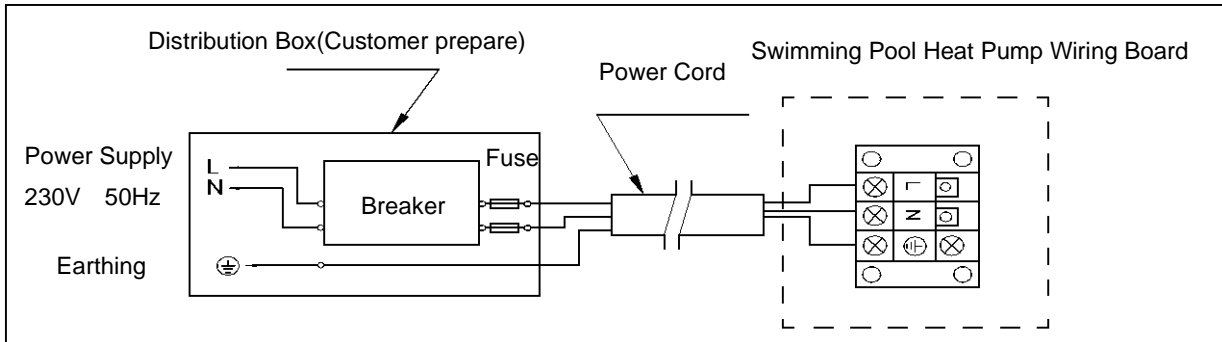 Distribution Box(Customer prepare)
Swimming Pool Heat Pump Wiring Board
Power Cord
Power Supply
230V 50Hz
L
N
Fuse
Breaker
Earthing
L
N